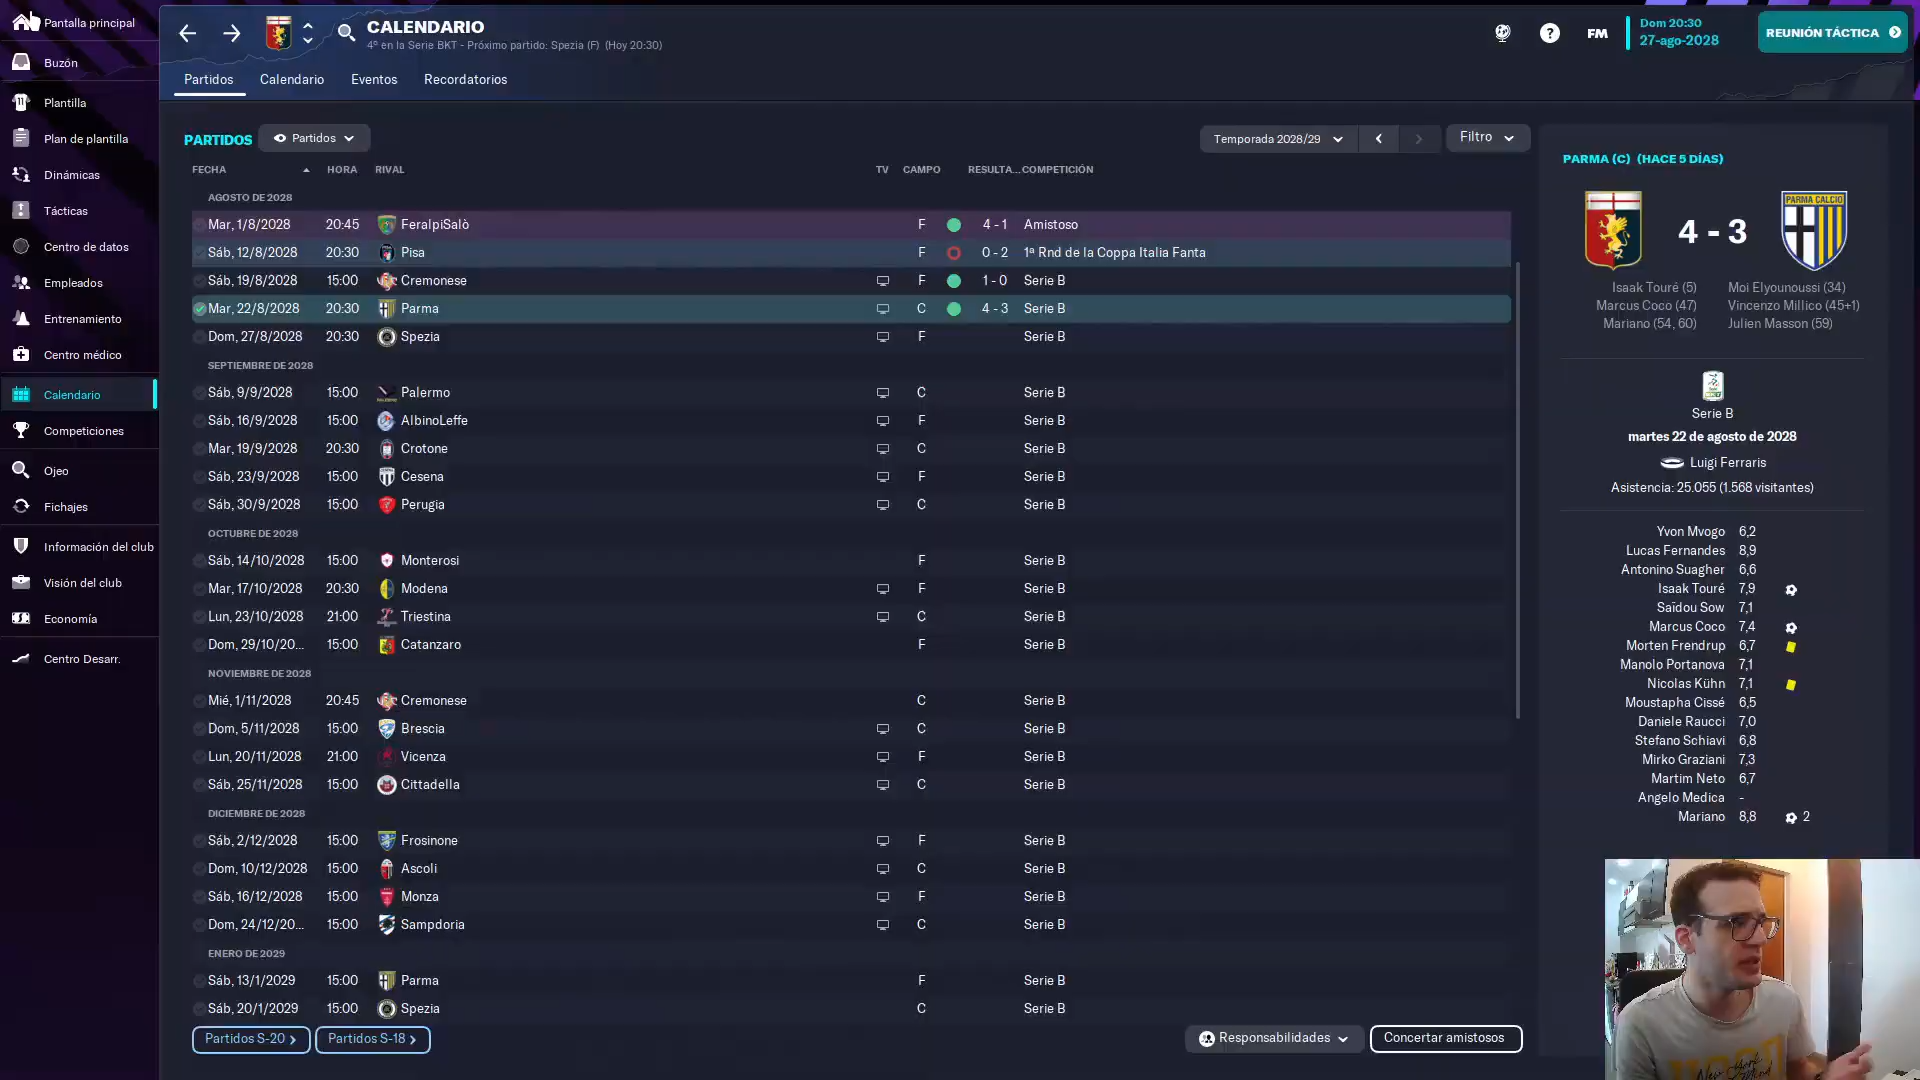 Pantalla principal
Buzón
Plantilla
Plan de plantilla
Dinámicas
Tácticas
Centro de datos
Empleados
Entrenamiento
Centro médico
Calendario
Competiciones
Ojeo
Fichajes
Información del club
Visión del club
Economía
Centro Desarr.
CALENDARIO
4º en la Serie BKT - Próximo partido: Spezia (F) (Hoy 20:30)
FM
Dom 20:30
27-ago-2028
REUNIÓN TÁCTICA
Partidos Calendario Eventos Recordatorios
PARTIDOS Partidos Temporada 2028/29 Filtro
FECHA HORA RIVAL TV CAMPO RESULTA... COMPETICIÓN
AGOSTO DE 2028
Mar, 1/8/2028 20:45 FeralpiSalò F 4 - 1 Amistoso
Sáb, 12/8/2028 20:30 Pisa F 0 - 2 1ª Rnd de la Coppa Italia Fanta
Sáb, 19/8/2028 15:00 Cremonese F 1 - 0 Serie B
Mar, 22/8/2028 20:30 Parma C 4 - 3 Serie B
Dom, 27/8/2028 20:30 Spezia F Serie B
SEPTIEMBRE DE 2028
Sáb, 9/9/2028 15:00 Palermo C Serie B
Sáb, 16/9/2028 15:00 AlbinoLeffe F Serie B
Mar, 19/9/2028 20:30 Crotone C Serie B
Sáb, 23/9/2028 15:00 Cesena F Serie B
Sáb, 30/9/2028 15:00 Perugia C Serie B
OCTUBRE DE 2028
Sáb, 14/10/2028 15:00 Monterosi F Serie B
Mar, 17/10/2028 20:30 Modena F Serie B
Lun, 23/10/2028 21:00 Triestina C Serie B
Dom, 29/10/20... 15:00 Catanzaro F Serie B
NOVIEMBRE DE 2028
Mié, 1/11/2028 20:45 Cremonese C Serie B
Dom, 5/11/2028 15:00 Brescia C Serie B
Lun, 20/11/2028 21:00 Vicenza F Serie B
Sáb, 25/11/2028 15:00 Cittadella C Serie B
DICIEMBRE DE 2028
Sáb, 2/12/2028 15:00 Frosinone F Serie B
Dom, 10/12/2028 15:00 Ascoli C Serie B
Sáb, 16/12/2028 15:00 Monza F Serie B
Dom, 24/12/20... 15:00 Sampdoria C Serie B
ENERO DE 2029
Sáb, 13/1/2029 15:00 Parma F Serie B
Sáb, 20/1/2029 15:00 Spezia C Serie B
Partidos S-20 Partidos S-18 Responsabilidades Concertar amistosos
PARMA (C) (HACE 5 DÍAS)
PARMA CALCIO
4 - 3
Isaak Touré (5) Moi Elyounoussi (34)
Marcus Coco (47) Vincenzo Millico (45+1)
Mariano (54, 60) Julien Masson (59)
Serie B
martes 22 de agosto de 2028
Luigi Ferraris
Asistencia: 25.055 (1.568 visitantes)
Yvon Mvogo 6,2
Lucas Fernandes 8,9
Antonino Suagher 6,6
Isaak Touré 7,9
Saïdou Sow 7,1
Marcus Coco 7,4
Morten Frendrup 6,7
Manolo Portanova 7,1
Nicolas Kühn 7,1
Moustapha Cissé 6,5
Daniele Raucci 7,0
Stefano Schiavi 6,8
Mirko Graziani 7,3
Martim Neto 6,7
Angelo Medica -
Mariano 8,8 2